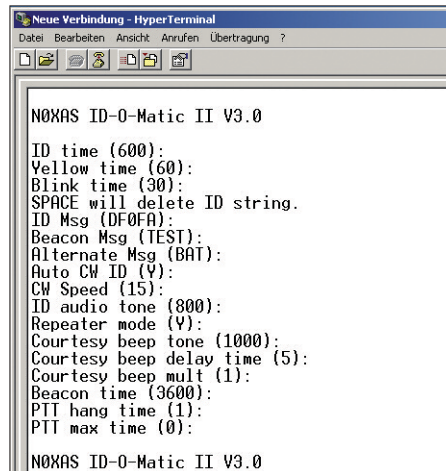 Neue Verbindung - HyperTerminal
Datei Bearbeiten Ansicht Anrufen Übertragung ?
N0XAS ID-O-Matic II V3.0
ID time (600):
Yellow time (60):
Blink time (30):
SPACE will delete ID string.
ID Msg (DF0FA):
Beacon Msg (TEST):
Alternate Msg (BAT):
Auto CW ID (Y):
CW Speed (15):
ID audio tone (800):
Repeater mode (Y):
Courtesy beep tone (1000):
Courtesy beep delay time (5):
Courtesy beep mult (1):
Beacon time (3600):
PTT hang time (1):
PTT max time (0):
N0XAS ID-O-Matic II V3.0